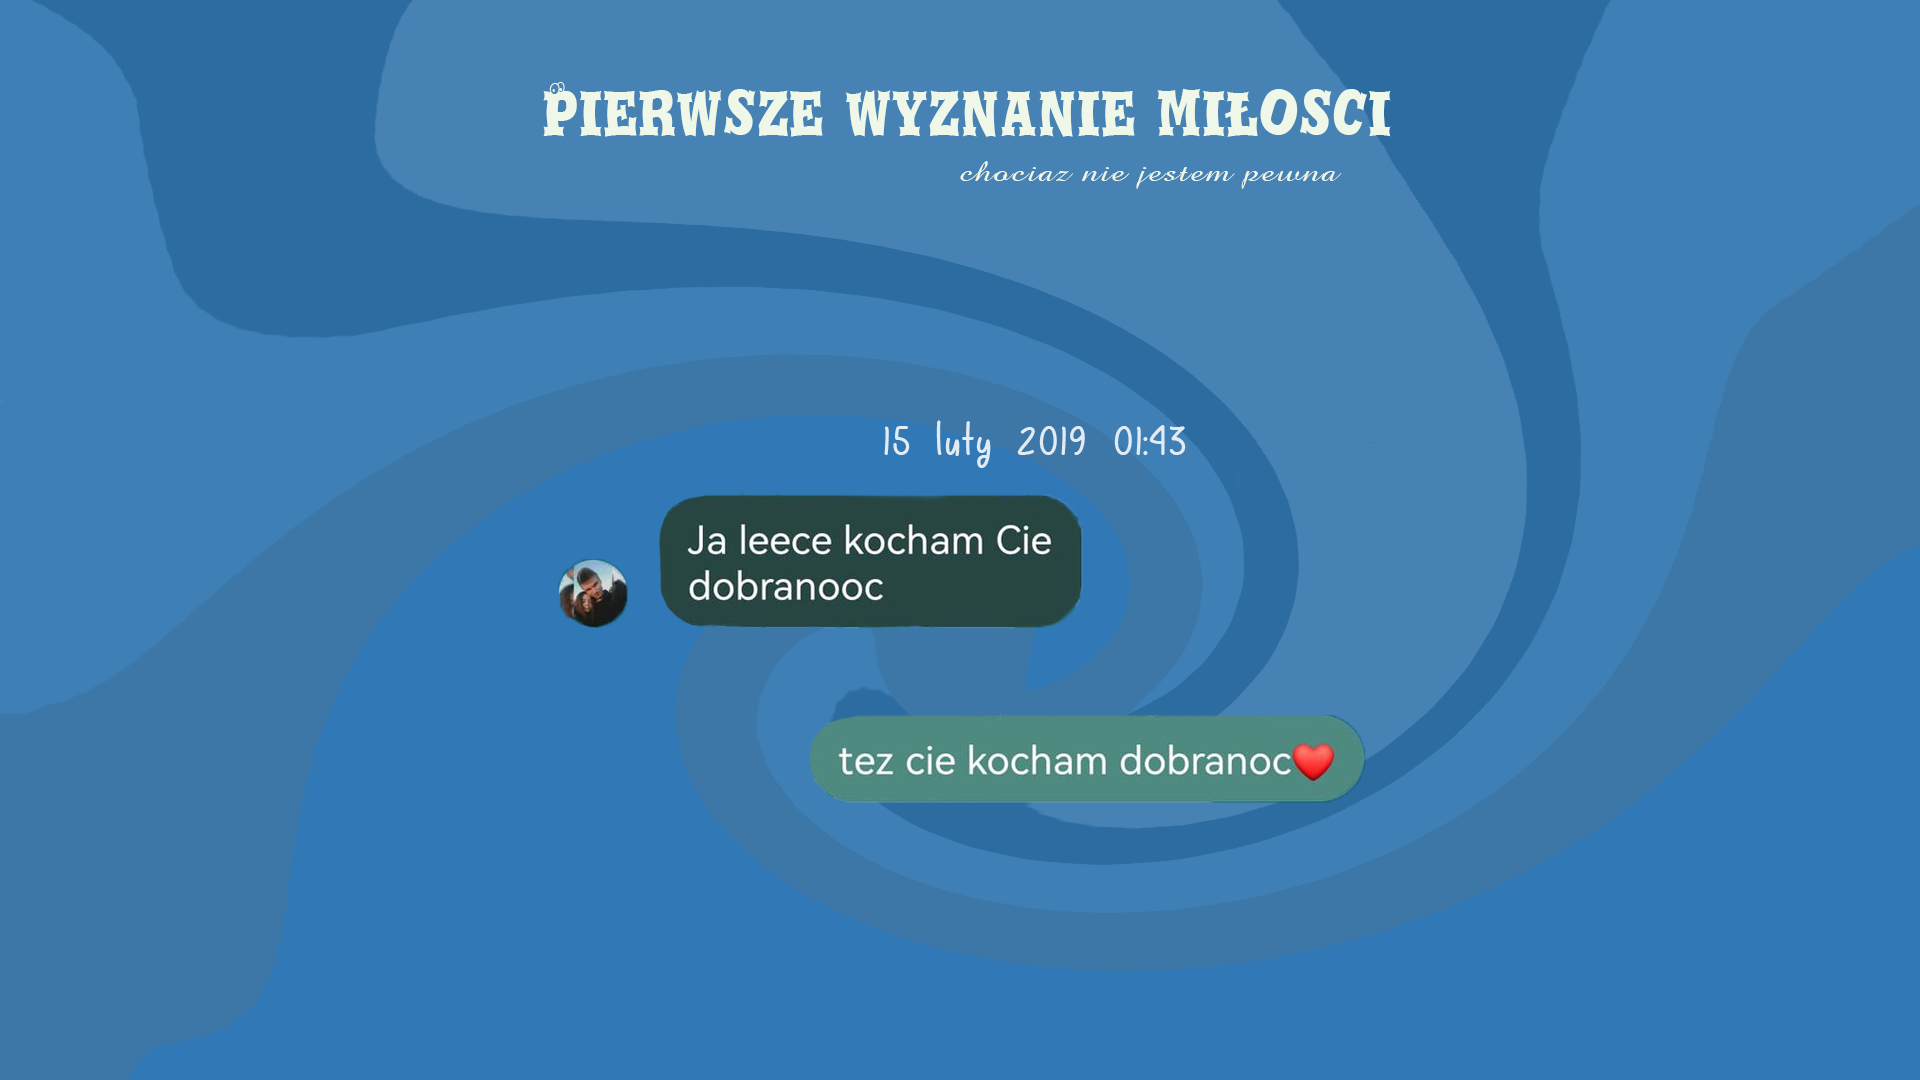 PIERWSZE WYZNANIE MIŁOSCI
chociaz nie jestem pewna
15 luty 2019 01:43
Ja leece kocham Cie
dobranooc
tez cie kocham dobranoc❤️